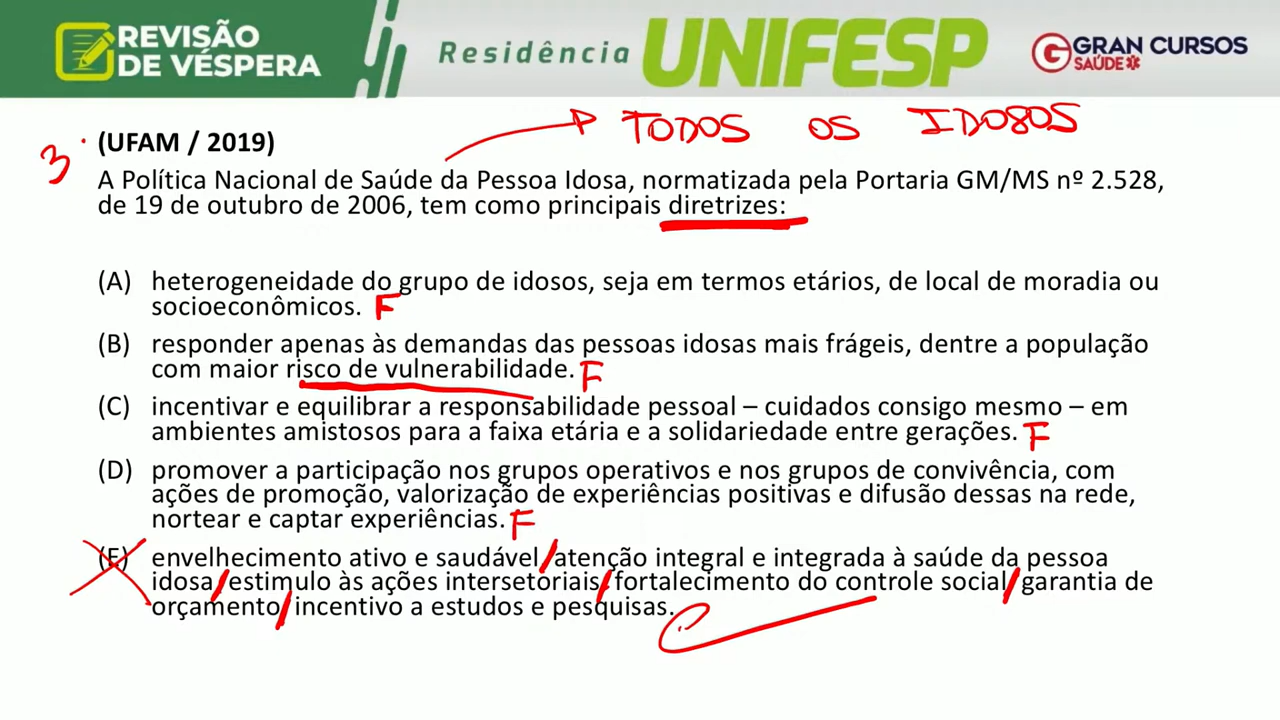 REVISÃO
DE VÉSPERA
Residência UNIFESP
GRAN CURSOS
SAÚDE
TODOS OS IDOSOS
3. (UFAM / 2019)
A Política Nacional de Saúde da Pessoa Idosa, normatizada pela Portaria GM/MS nº 2.528,
de 19 de outubro de 2006, tem como principais diretrizes:
(A) heterogeneidade do grupo de idosos, seja em termos etários, de local de moradia ou
socioeconômicos. F
(B) responder apenas às demandas das pessoas idosas mais frágeis, dentre a população
com maior risco de vulnerabilidade. F
(C) incentivar e equilibrar a responsabilidade pessoal – cuidados consigo mesmo – em
ambientes amistosos para a faixa etária e a solidariedade entre gerações. F
(D) promover a participação nos grupos operativos e nos grupos de convivência, com
ações de promoção, valorização de experiências positivas e difusão dessas na rede,
nortear e captar experiências. F
(E) envelhecimento ativo e saudável/atenção integral e integrada à saúde da pessoa
idosa/estimulo às ações intersetoriais/fortalecimento do controle social/garantia de
orçamento/incentivo a estudos e pesquisas.